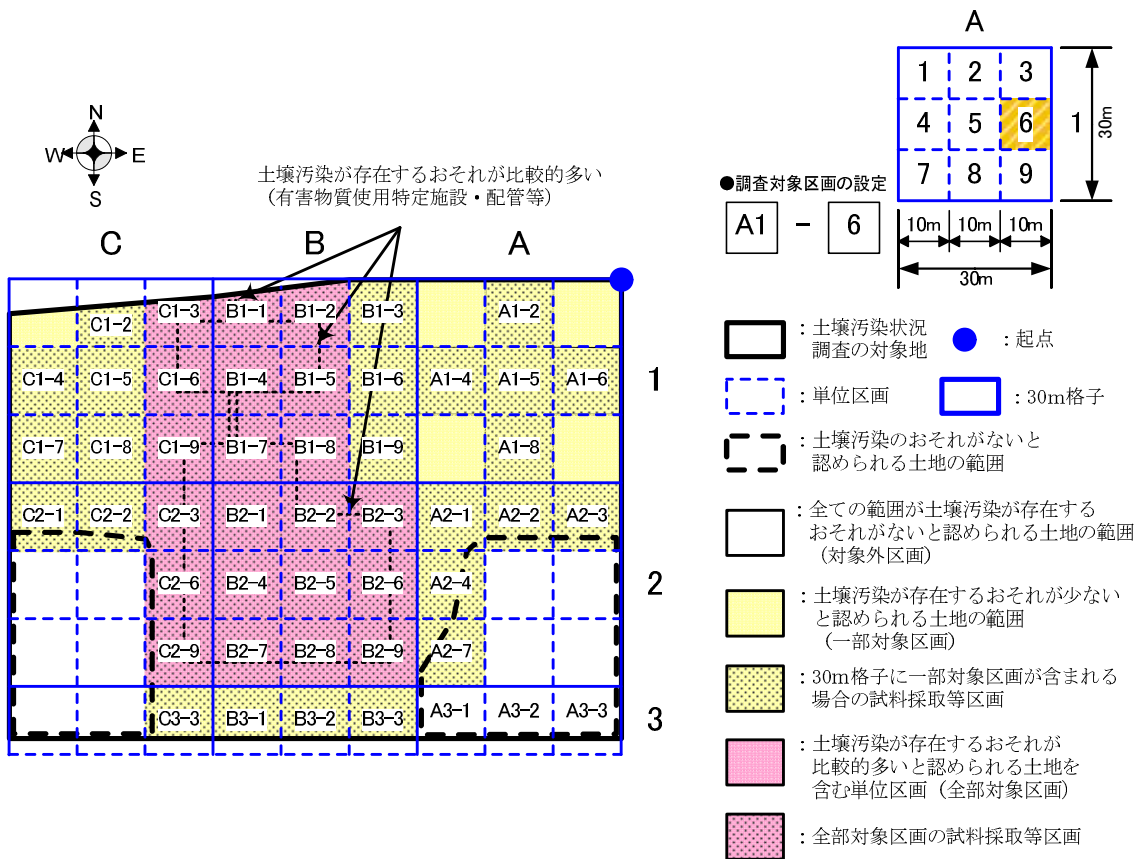 A
1 2 3
4 5 6
7 8 9
1
30m
10m 10m 10m
30m
●調査対象区画の設定
A1 - 6
N
W E
S
土壌汚染が存在するおそれが比較的多い
(有害物質使用特定施設・配管等)
C B A
C1-2 C1-3 B1-1 B1-2 B1-3 A1-2
C1-4 C1-5 C1-6 B1-4 B1-5 B1-6 A1-4 A1-5 A1-6
1
C1-7 C1-8 C1-9 B1-7 B1-8 B1-9 A1-8
C2-1 C2-2 C2-3 B2-1 B2-2 B2-3 A2-1 A2-2 A2-3
C2-6 B2-4 B2-5 B2-6 A2-4
2
C2-9 B2-7 B2-8 B2-9 A2-7
C3-3 B3-1 B3-2 B3-3 A3-1 A3-2 A3-3
3
:土壌汚染状況
調査の対象地
:起点
:単位区画
:30m格子
:土壌汚染のおそれがないと
認められる土地の範囲
:全ての範囲が土壌汚染が存在する
おそれがないと認められる土地の範囲
(対象外区画)
:土壌汚染が存在するおそれが少ない
と認められる土地の範囲
(一部対象区画)
:30m格子に一部対象区画が含まれる
場合の試料採取等区画
:土壌汚染が存在するおそれが
比較的多いと認められる土地を
含む単位区画(全部対象区画)
:全部対象区画の試料採取等区画